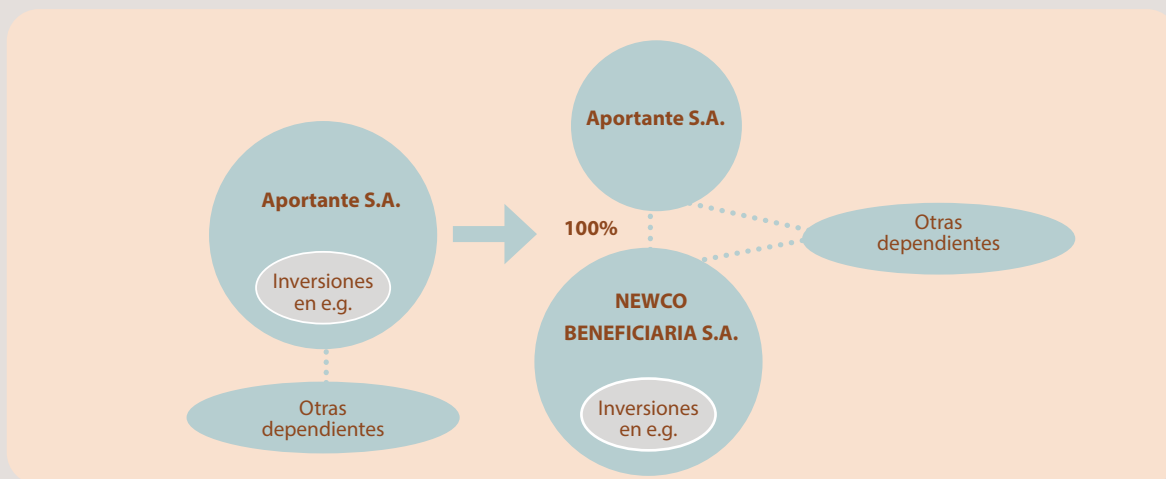 Aportante S.A.
Inversiones
en e.g.
Otras
dependientes
Aportante S.A.
100%
Otras
dependientes
NEWCO
BENEFICIARIA S.A.
Inversiones
en e.g.